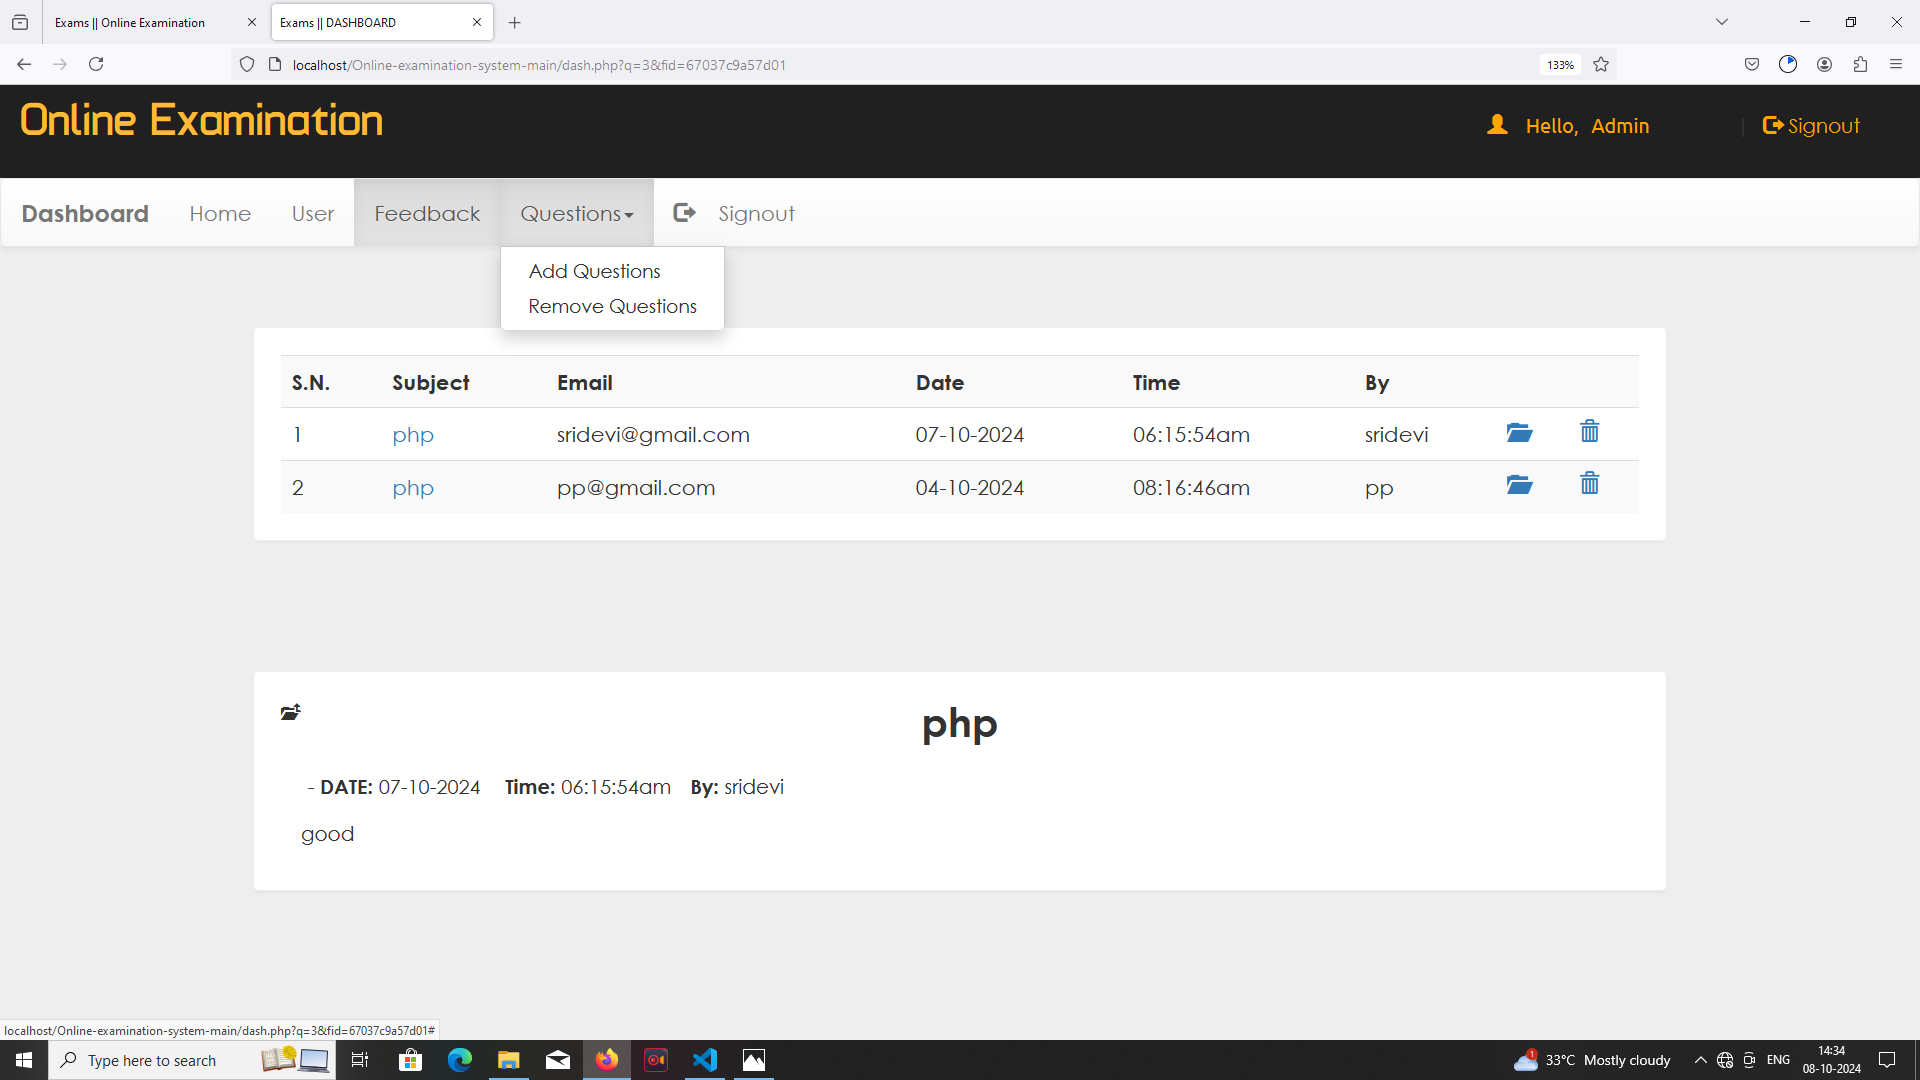 Exams || Online Examination
Exams || DASHBOARD
localhost/Online-examination-system-main/dash.php?q=3&fid=67037c9a57d01
133%
Online Examination
Hello, Admin
| Signout
Dashboard Home User Feedback Questions Signout
Add Questions
Remove Questions
S.N. Subject Email Date Time By
1 php sridevi@gmail.com 07-10-2024 06:15:54am sridevi
2 php pp@gmail.com 04-10-2024 08:16:46am pp
php
- DATE: 07-10-2024 Time: 06:15:54am By: sridevi
good
localhost/Online-examination-system-main/dash.php?q=3&fid=67037c9a57d01#
Type here to search
1
33°C Mostly cloudy
ENG
14:34
08-10-2024